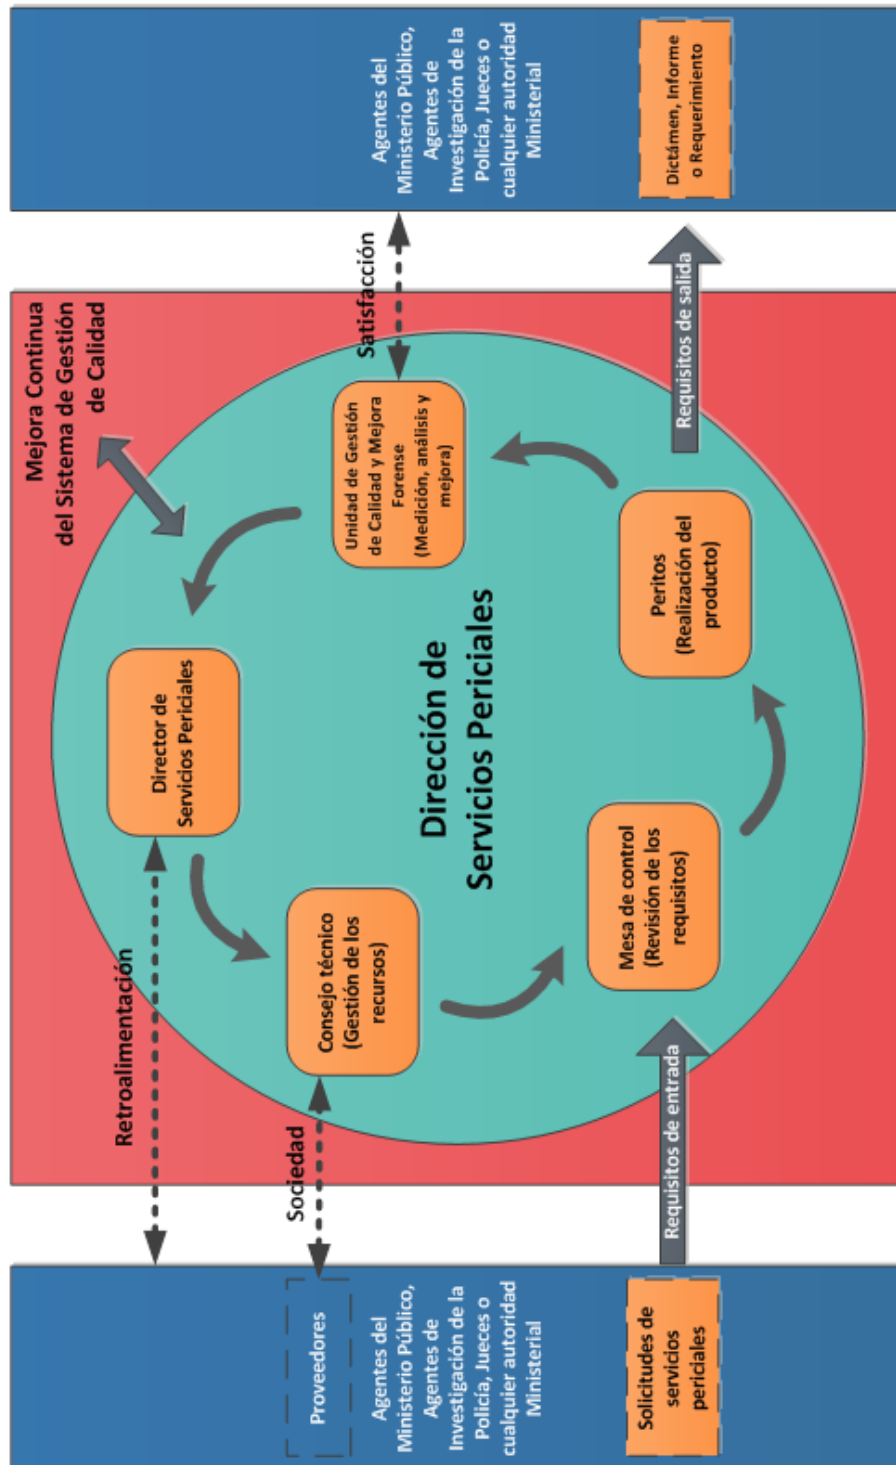 Mejora Continua
del Sistema de Gestión
de Calidad
Retroalimentación
Director de
Servicios Periciales
Sociedad
Satisfacción
Proveedores
Consejo técnico
(Gestión de los
recursos)
Unidad de Gestión
de Calidad y Mejora
Forense
(Medición, análisis y
mejora)
Agentes del
Ministerio Público,
Agentes de
Investigación de la
Policía, Jueces o
cualquier autoridad
Ministerial
Dirección de
Servicios Periciales
Agentes del
Ministerio Público,
Agentes de
Investigación de la
Policía, Jueces o
cualquier autoridad
Ministerial
Solicitudes de
servicios
periciales
Requisitos de entrada
Mesa de control
(Revisión de los
requisitos)
Peritos
(Realización del
producto)
Requisitos de salida
Dictámen, Informe
o Requerimiento